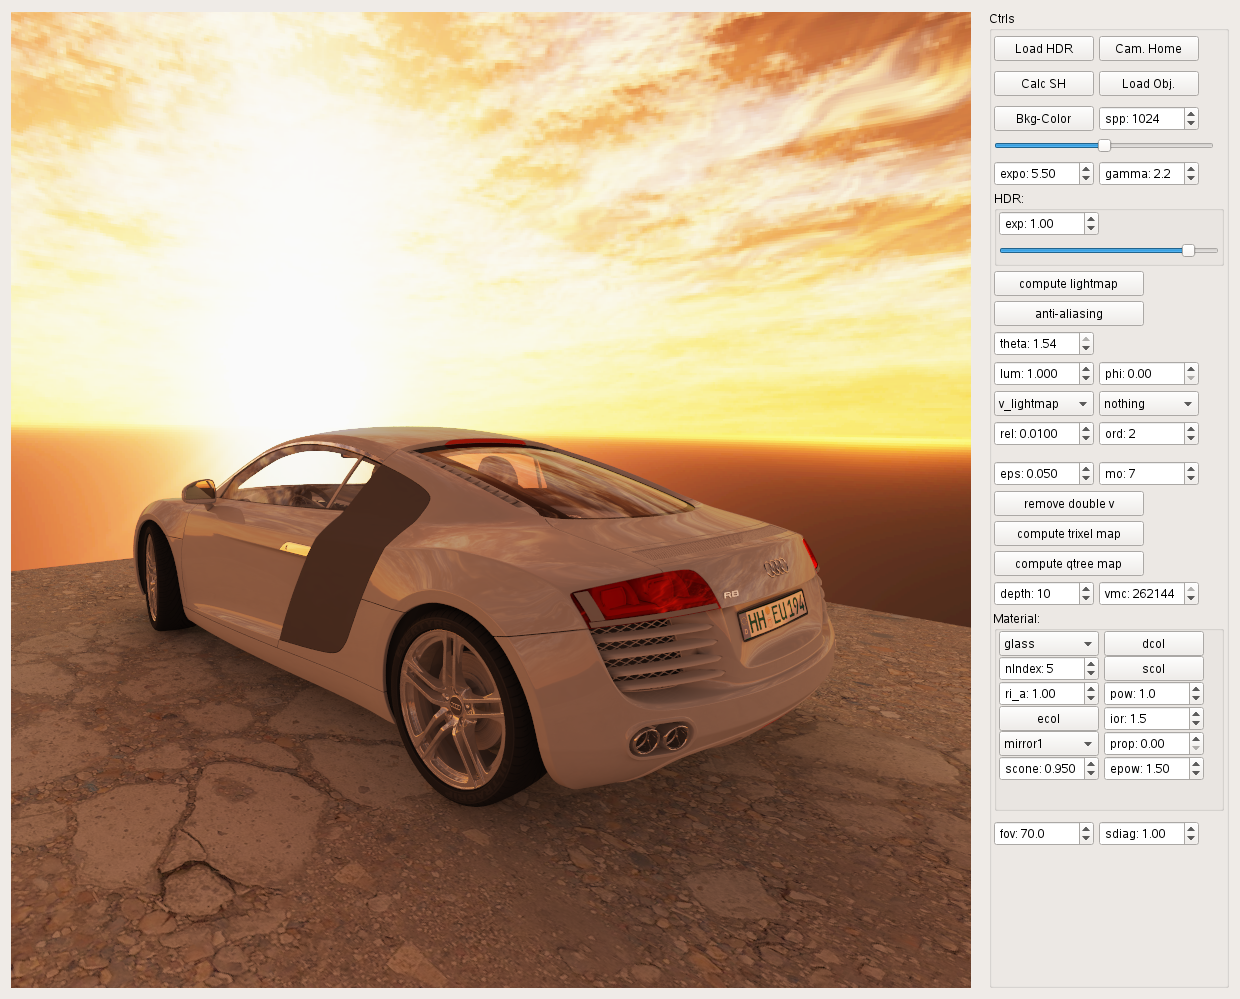 Ctrls
Load HDR Cam. Home
Calc SH Load Obj.
Bkg-Color spp: 1024
expo: 5.50 gamma: 2.2
HDR:
exp: 1.00
compute lightmap
anti-aliasing
theta: 1.54
lum: 1.000 phi: 0.00
v_lightmap nothing
rel: 0.0100 ord: 2
eps: 0.050 mo: 7
remove double v
compute trixel map
compute qtree map
depth: 10 vmc: 262144
Material:
glass dcol
nIndex: 5 scol
ri_a: 1.00 pow: 1.0
ecol ior: 1.5
mirror1 prop: 0.00
scone: 0.950 epow: 1.50
fov: 70.0 sdiag: 1.00
R8
HH EU194